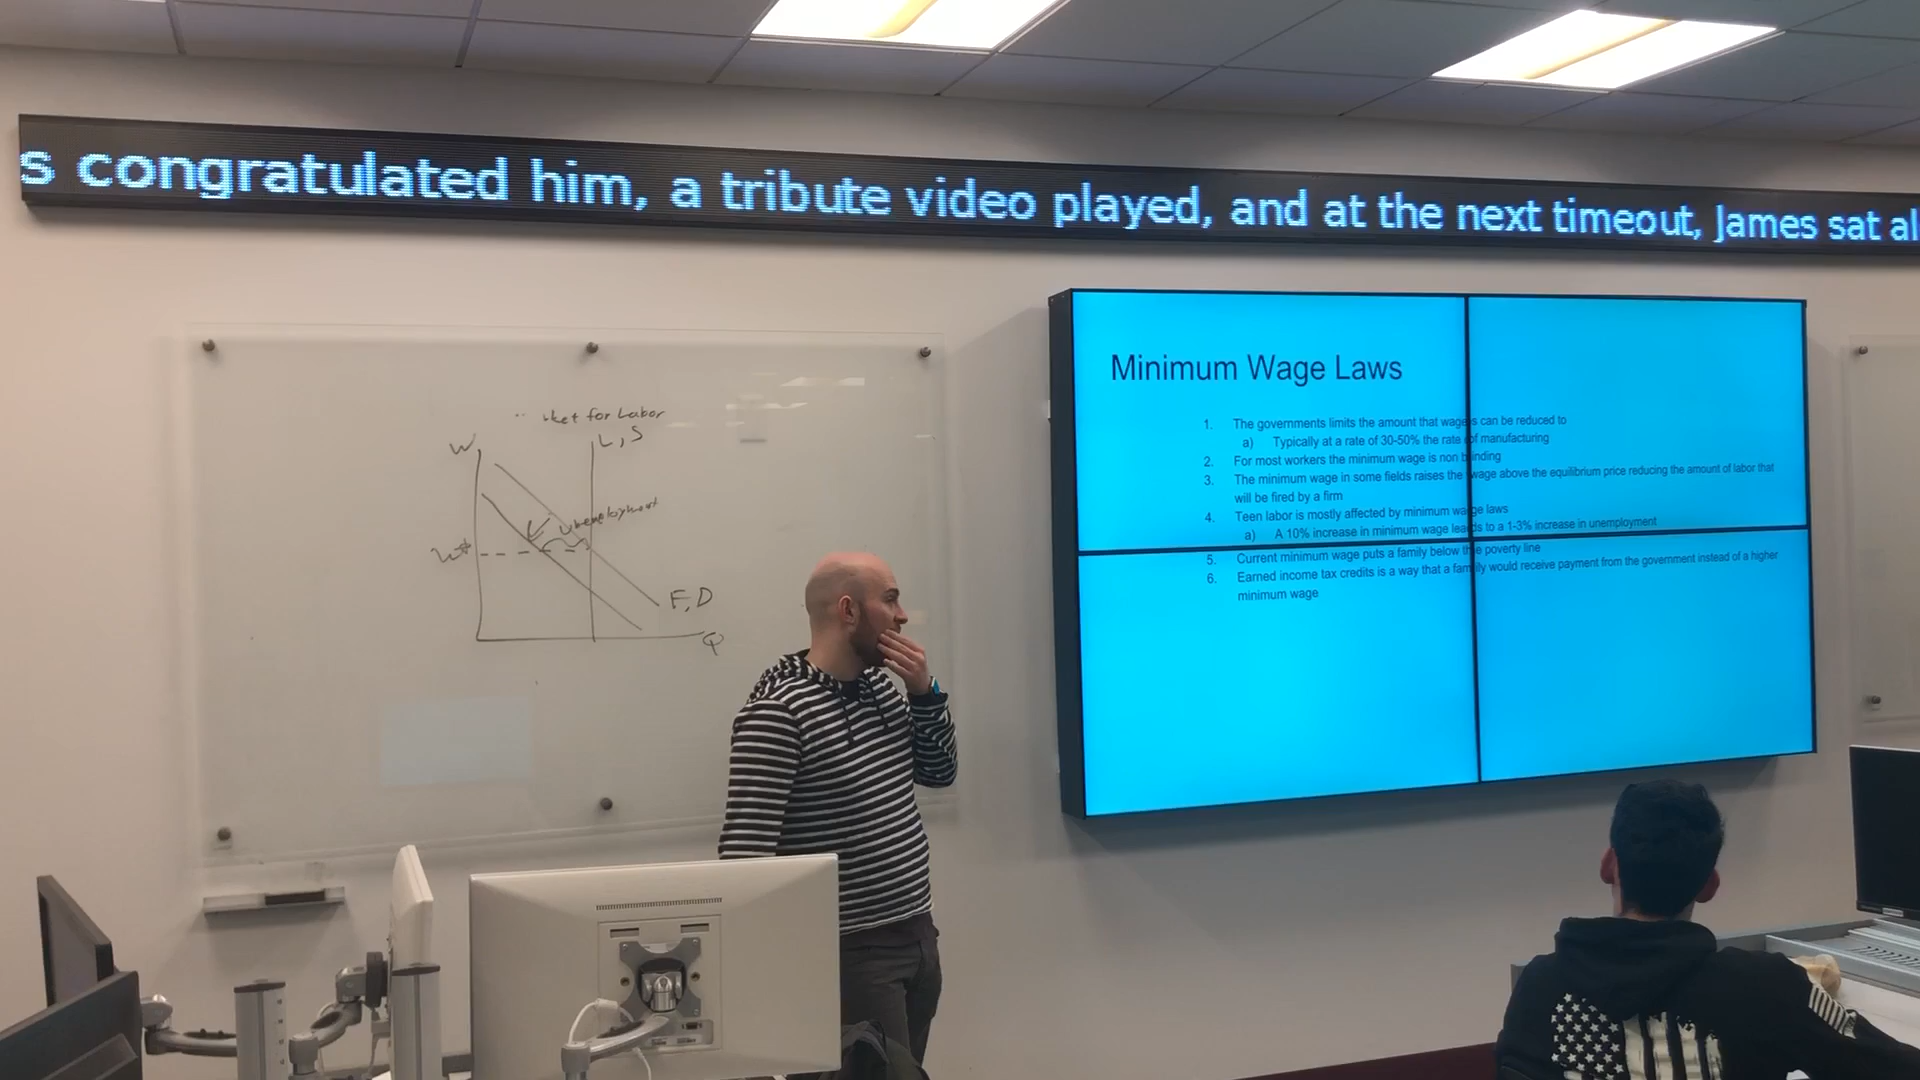 s congratulated him, a tribute video played, and at the next timeout, James sat al
ket for Labor
W
L, S
Unemployment
W*
F, D
Q
Minimum Wage Laws
1. The governments limits the amount that wages can be reduced to
a) Typically at a rate of 30-50% the rate of manufacturing
2. For most workers the minimum wage is non binding
3. The minimum wage in some fields raises the wage above the equilibrium price reducing the amount of labor that
will be fired by a firm
4. Teen labor is mostly affected by minimum wage laws
a) A 10% increase in minimum wage leads to a 1-3% increase in unemployment
5. Current minimum wage puts a family below the poverty line
6. Earned income tax credits is a way that a family would receive payment from the government instead of a higher
minimum wage